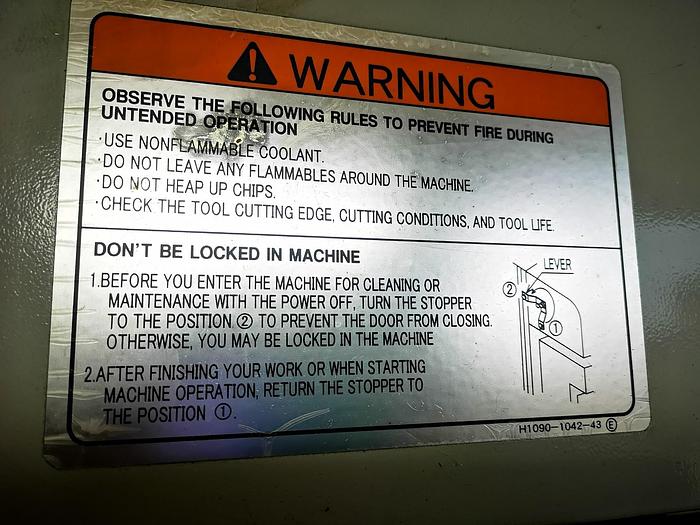 WARNING
OBSERVE THE FOLLOWING RULES TO PREVENT FIRE DURING
UNTENDED OPERATION
·USE NONFLAMMABLE COOLANT.
·DO NOT LEAVE ANY FLAMMABLES AROUND THE MACHINE.
·DO NOT HEAP UP CHIPS.
·CHECK THE TOOL CUTTING EDGE, CUTTING CONDITIONS, AND TOOL LIFE.
DON'T BE LOCKED IN MACHINE
1.BEFORE YOU ENTER THE MACHINE FOR CLEANING OR
MAINTENANCE WITH THE POWER OFF, TURN THE STOPPER
TO THE POSITION ② TO PREVENT THE DOOR FROM CLOSING.
OTHERWISE, YOU MAY BE LOCKED IN THE MACHINE
2.AFTER FINISHING YOUR WORK OR WHEN STARTING
MACHINE OPERATION, RETURN THE STOPPER TO
THE POSITION ①.
LEVER
②
①
H1090-1042-43 Ⓔ